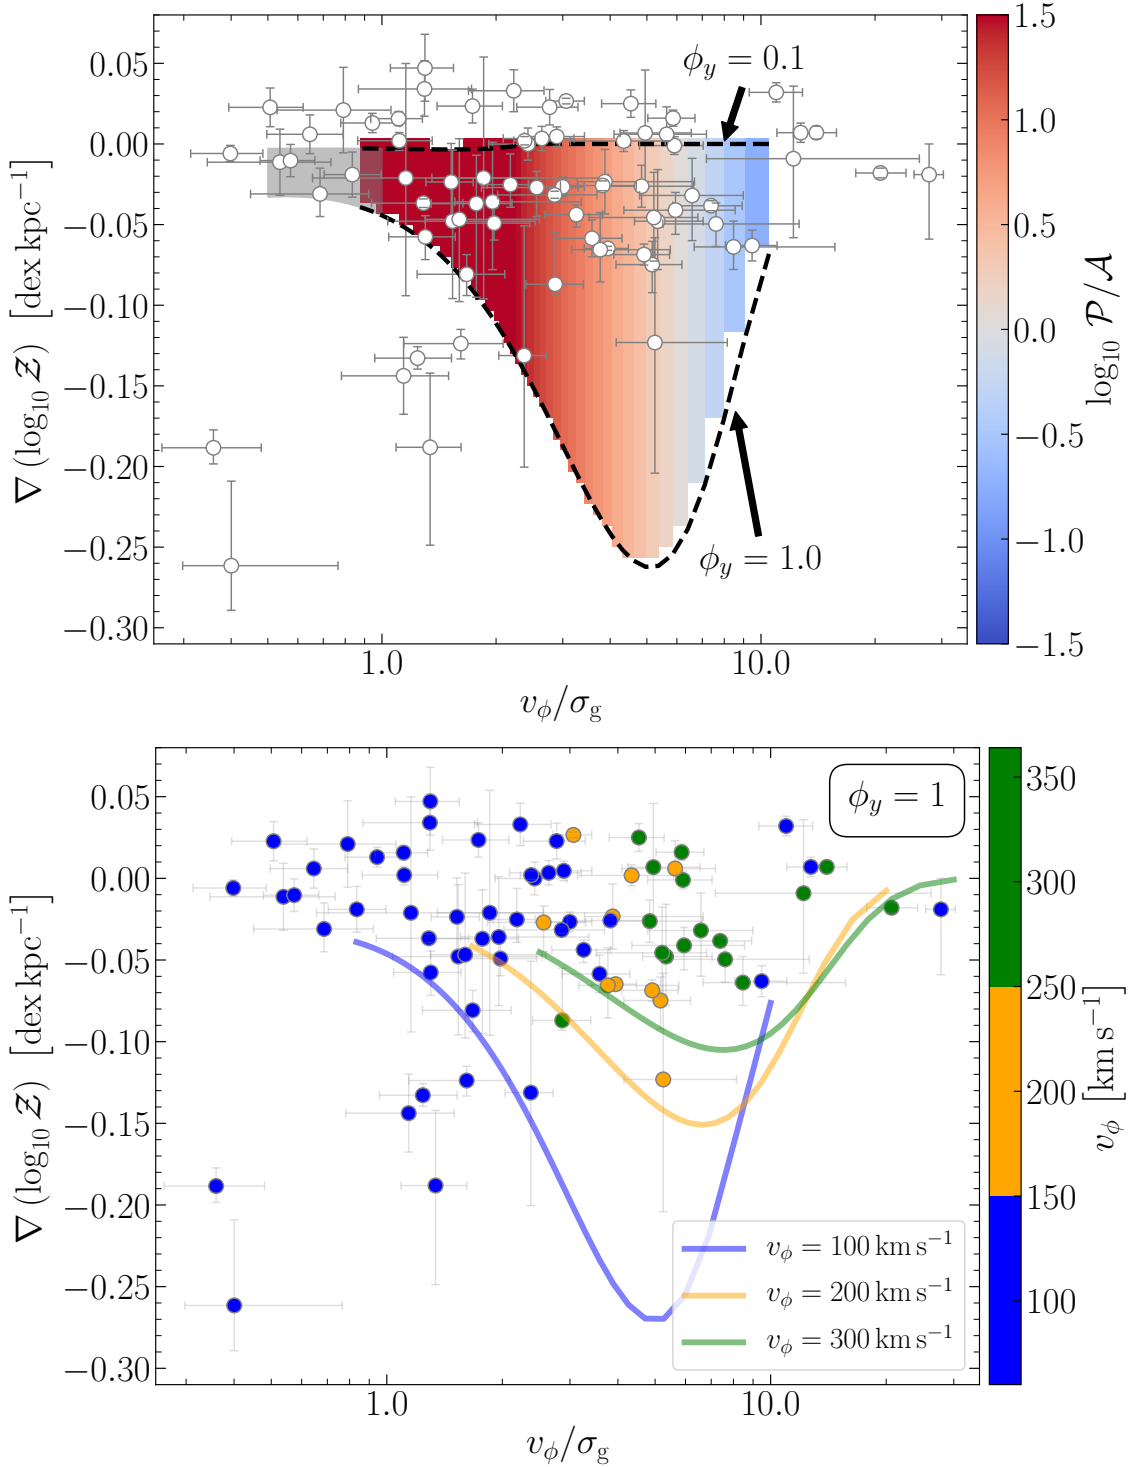 0.05
0.00
−0.05
−0.10
−0.15
−0.20
−0.25
−0.30
∇ (log₁₀ 𝒵) [dex kpc⁻¹]
ϕ_y = 0.1
ϕ_y = 1.0
1.0 10.0
v_ϕ/σ_g
1.5
1.0
0.5
0.0
−0.5
−1.0
−1.5
log₁₀ 𝒫/𝒜
0.05
0.00
−0.05
−0.10
−0.15
−0.20
−0.25
−0.30
∇ (log₁₀ 𝒵) [dex kpc⁻¹]
ϕ_y = 1
v_ϕ = 100 km s⁻¹
v_ϕ = 200 km s⁻¹
v_ϕ = 300 km s⁻¹
1.0 10.0
v_ϕ/σ_g
350
300
250
200
150
100
v_ϕ [km s⁻¹]